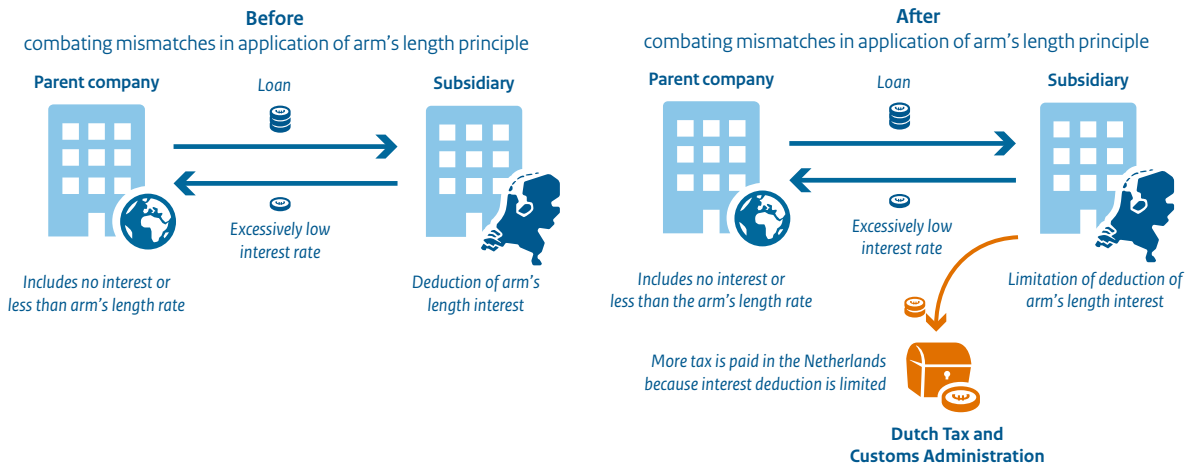 Before
combating mismatches in application of arm's length principle
Parent company
Loan
Subsidiary
Excessively low
interest rate
Includes no interest or
less than arm's length rate
Deduction of arm's
length interest
After
combating mismatches in application of arm's length principle
Parent company
Loan
Subsidiary
Excessively low
interest rate
Includes no interest or
less than the arm's length rate
Limitation of deduction of
arm's length interest
More tax is paid in the Netherlands
because interest deduction is limited
Dutch Tax and
Customs Administration